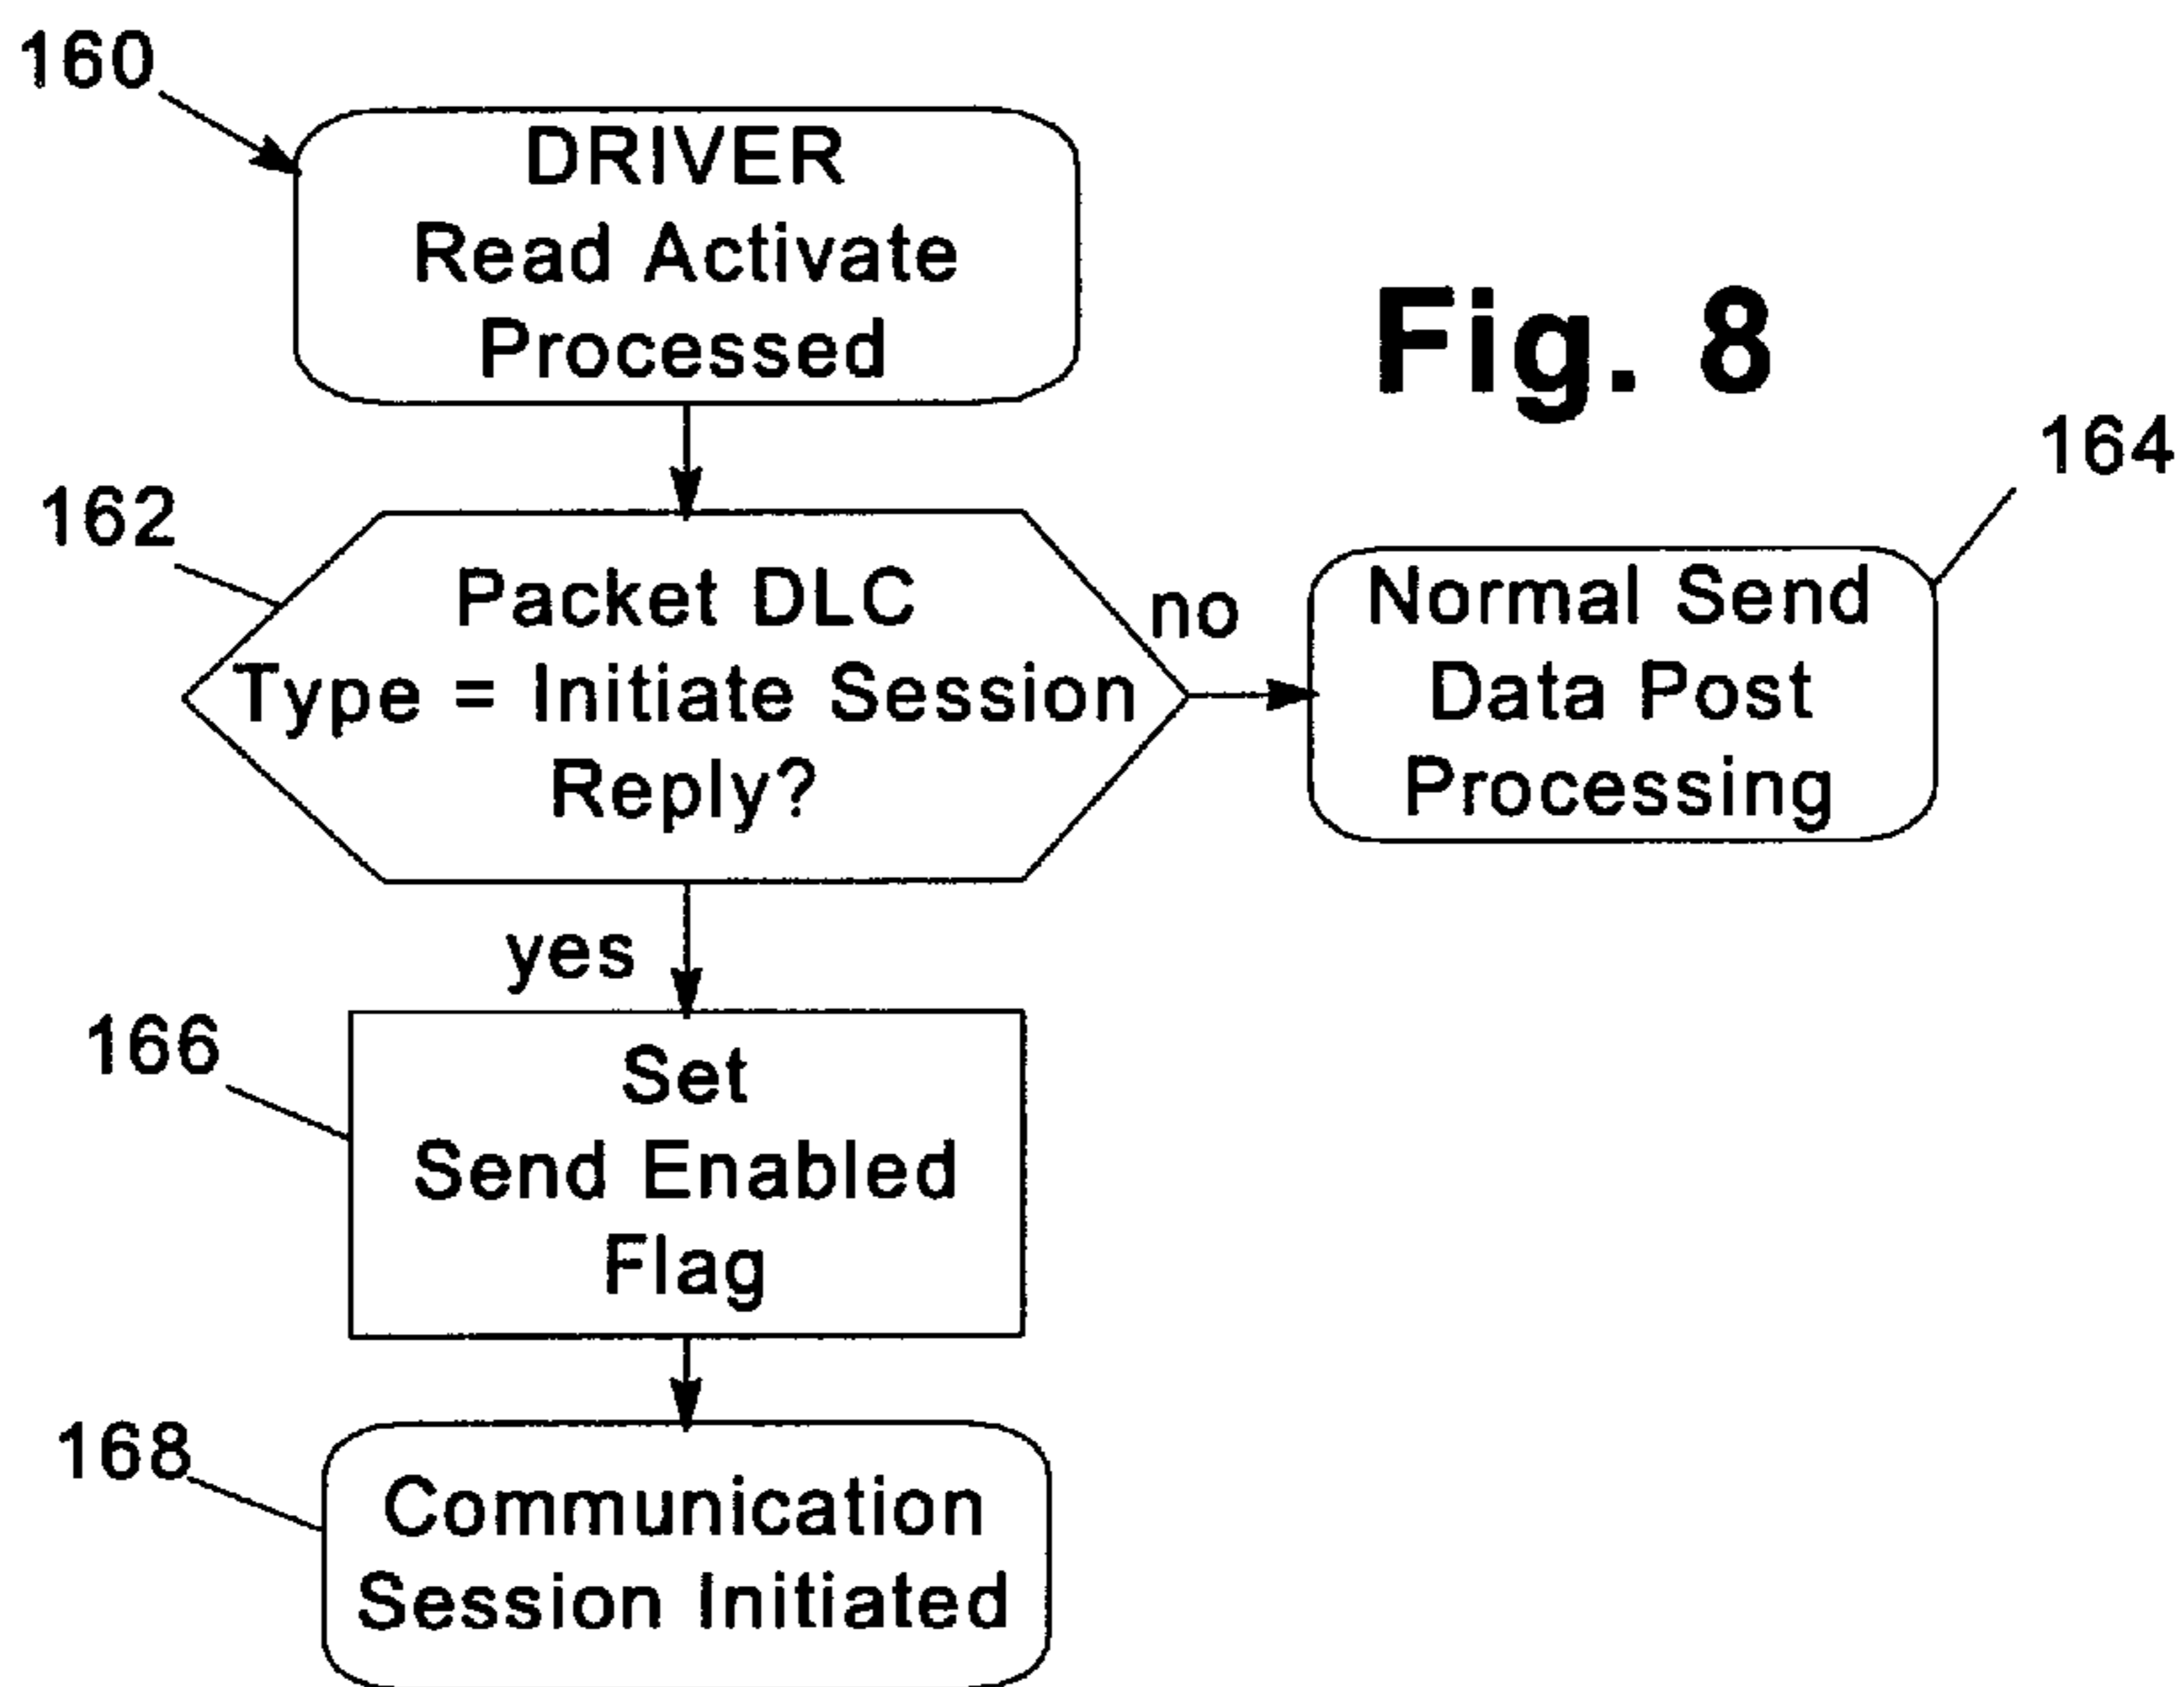 160
DRIVER
Read Activate
Processed
Fig. 8
164
162
Packet DLC
Type = Initiate Session
Reply?
no
Normal Send
Data Post
Processing
yes
166
Set
Send Enabled
Flag
168
Communication
Session Initiated